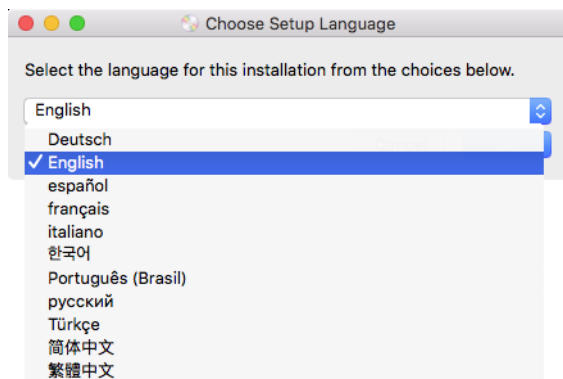 Choose Setup Language
Select the language for this installation from the choices below.
English
Deutsch
✓ English
español
français
italiano
한국어
Português (Brasil)
русский
Türkçe
简体中文
繁體中文